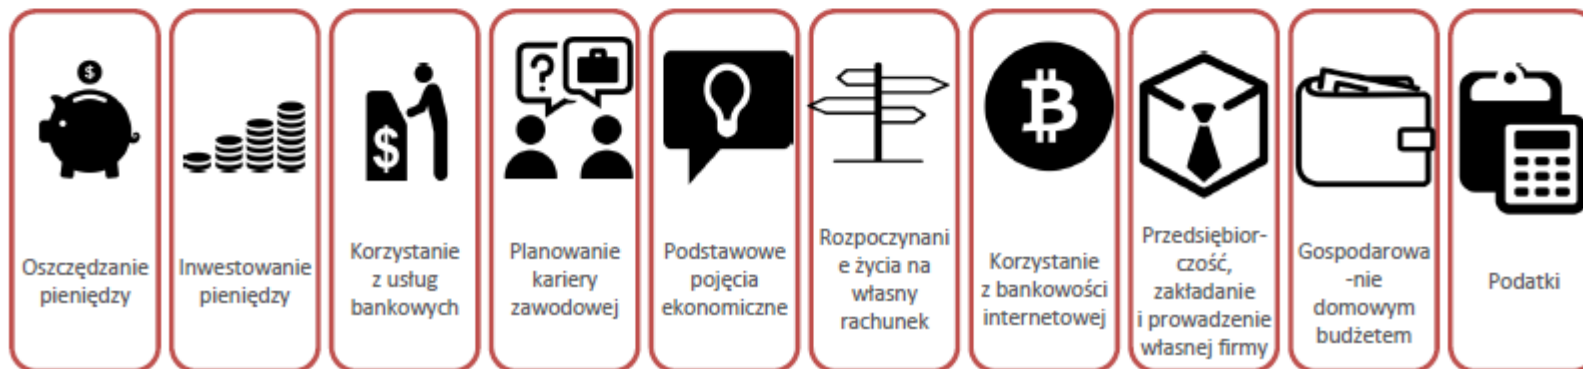 Oszczędzanie
pieniędzy
Inwestowanie
pieniędzy
Korzystanie
z usług
bankowych
Planowanie
kariery
zawodowej
Podstawowe
pojęcia
ekonomiczne
Rozpoczynani
e życia na
własny
rachunek
Korzystanie
z bankowości
internetowej
Przedsiębior-
czość,
zakładanie
i prowadzenie
własnej firmy
Gospodarowa
-nie
domowym
budżetem
Podatki